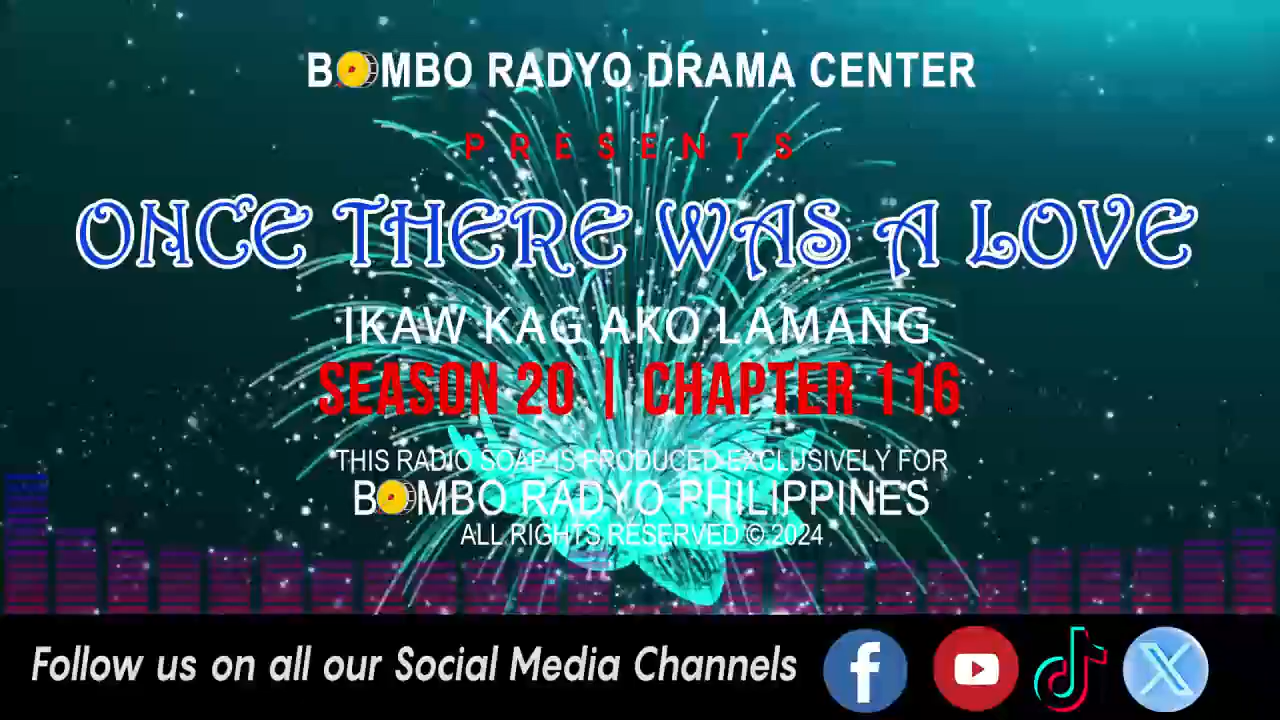 BOMBO RADYO DRAMA CENTER
PRESENTS
ONCE THERE WAS A LOVE
IKAW KAG AKO LAMANG
SEASON 20 | CHAPTER 116
THIS RADIO SOAP IS PRODUCED EXCLUSIVELY FOR
BOMBO RADYO PHILIPPINES
ALL RIGHTS RESERVED © 2024
Follow us on all our Social Media Channels